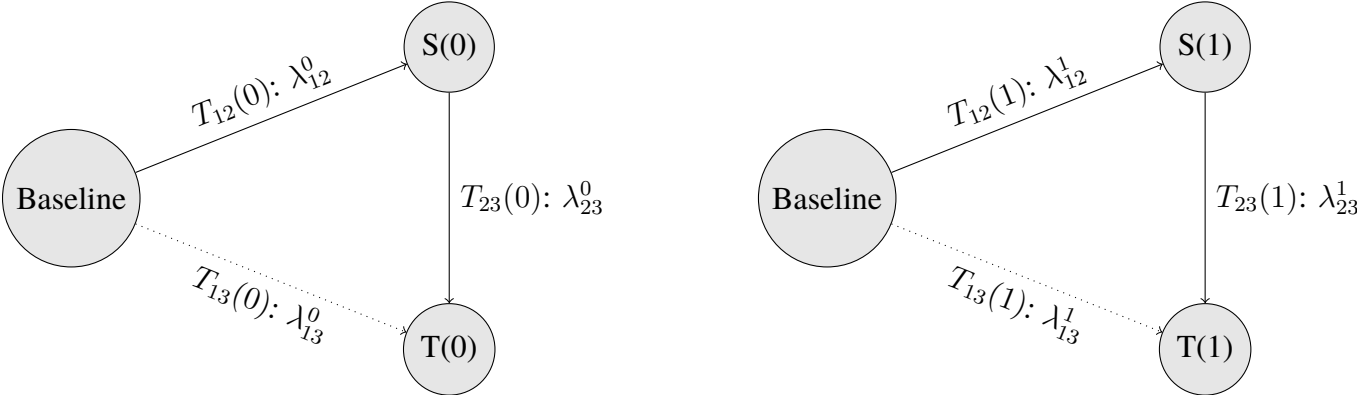 S(0)
T₁₂(0): λ⁰₁₂
Baseline
T₂₃(0): λ⁰₂₃
T₁₃(0): λ⁰₁₃
T(0)
S(1)
T₁₂(1): λ¹₁₂
Baseline
T₂₃(1): λ¹₂₃
T₁₃(1): λ¹₁₃
T(1)